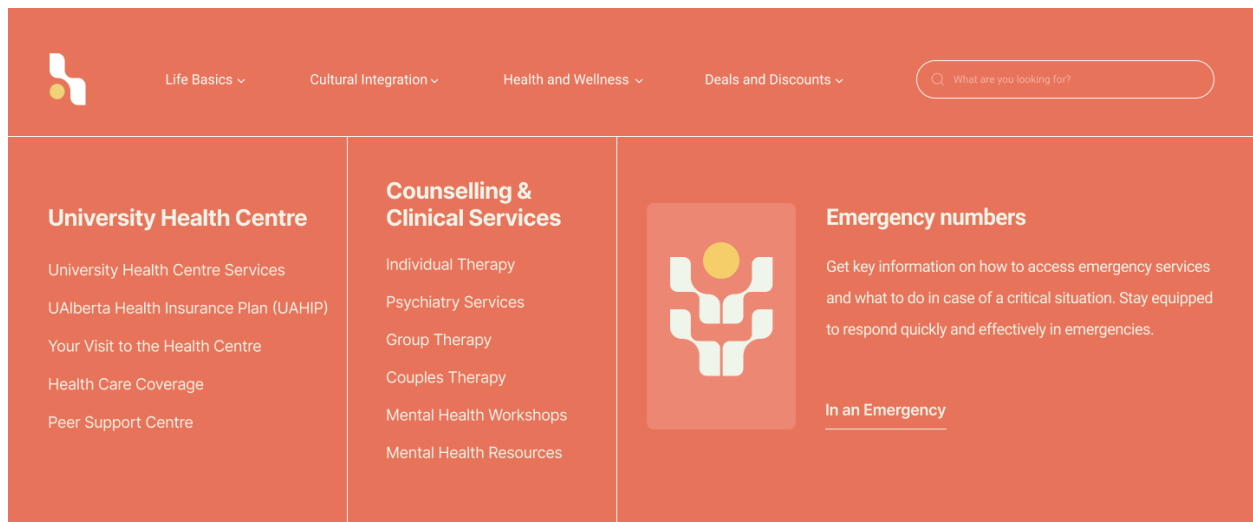 Life Basics
Cultural Integration
Health and Wellness
Deals and Discounts
What are you looking for?
University Health Centre
University Health Centre Services
UAlberta Health Insurance Plan (UAHIP)
Your Visit to the Health Centre
Health Care Coverage
Peer Support Centre
Counselling &
Clinical Services
Individual Therapy
Psychiatry Services
Group Therapy
Couples Therapy
Mental Health Workshops
Mental Health Resources
Emergency numbers
Get key information on how to access emergency services
and what to do in case of a critical situation. Stay equipped
to respond quickly and effectively in emergencies.
In an Emergency